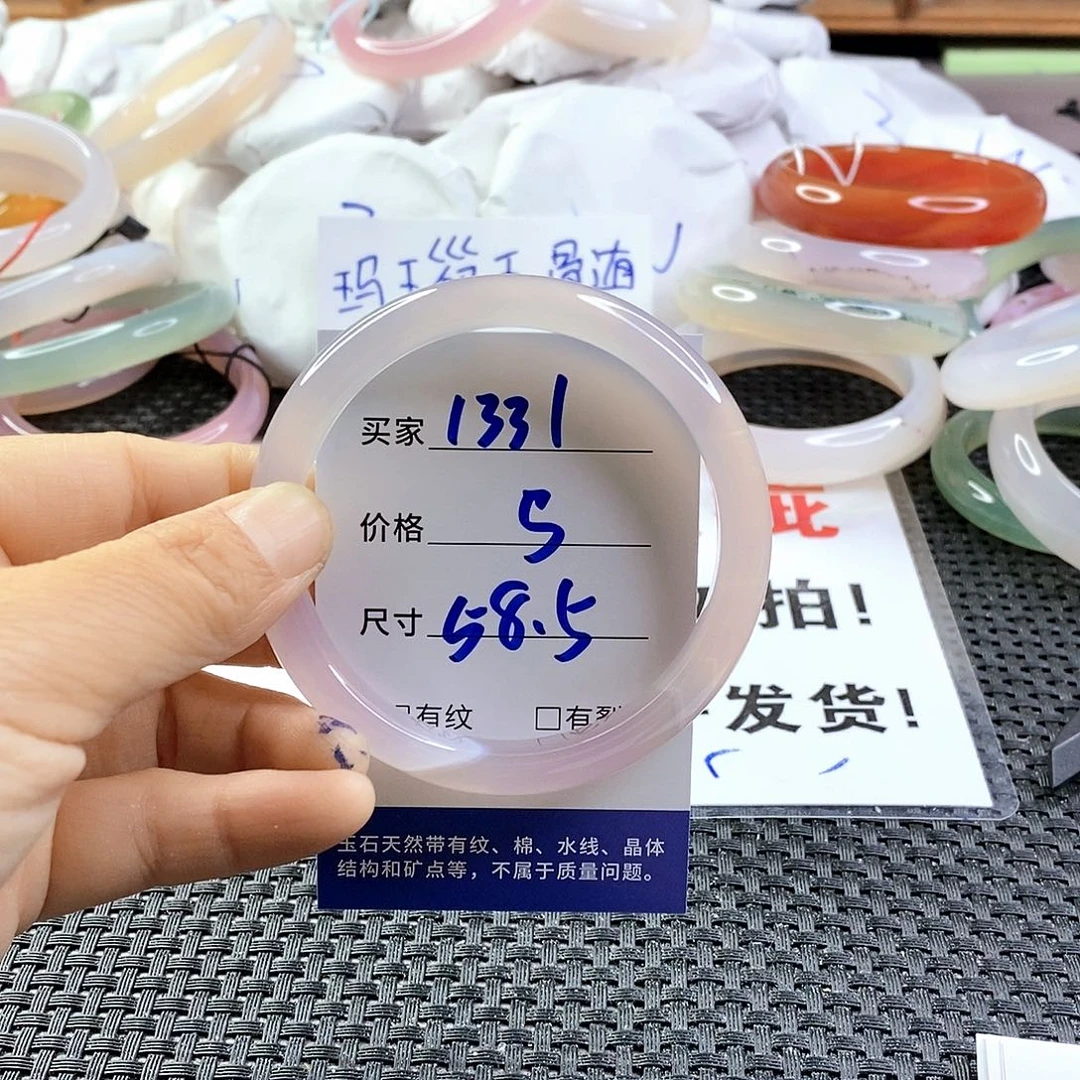 玛瑙
买家 1331
价格 5
尺寸 58.5
有纹 □有裂
拍！
发货！
玉石天然带有纹、棉、水线、晶体
结构和矿点等，不属于质量问题。